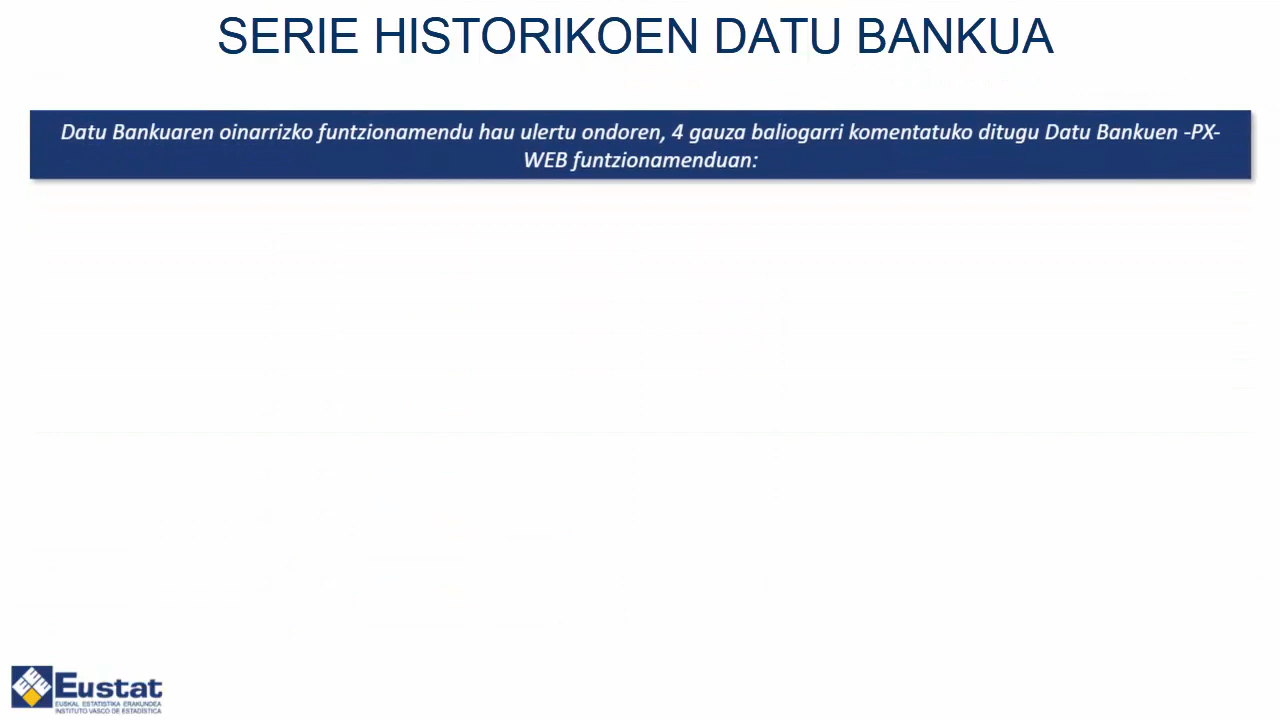 SERIE HISTORIKOEN DATU BANKUA
Datu Bankuaren oinarrizko funtzionamendu hau ulertu ondoren, 4 gauza baliogarri komentatuko ditugu Datu Bankuen -PX-
WEB funtzionamenduan:
Eustat
EUSKAL ESTATISTIKA ERAKUNDEA
INSTITUTO VASCO DE ESTADÍSTICA